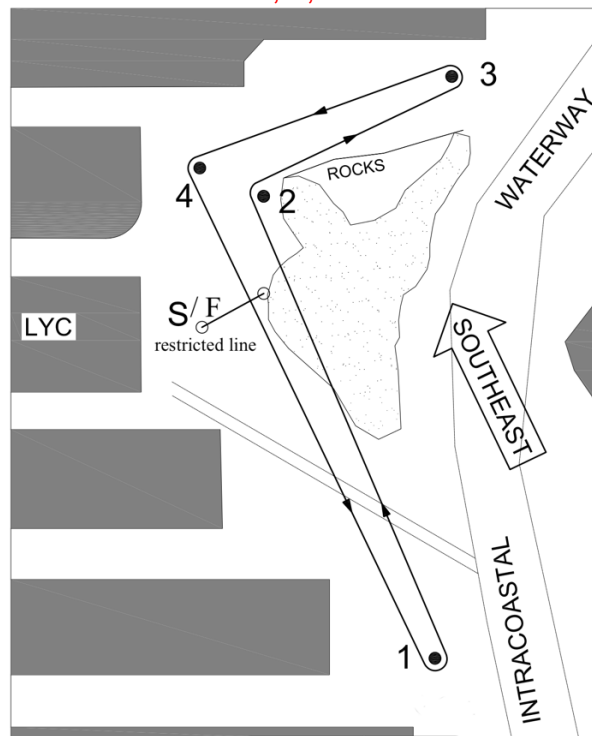 3
WATERWAY
ROCKS
4
2
S/F
LYC
restricted line
SOUTHEAST
INTRACOASTAL
1